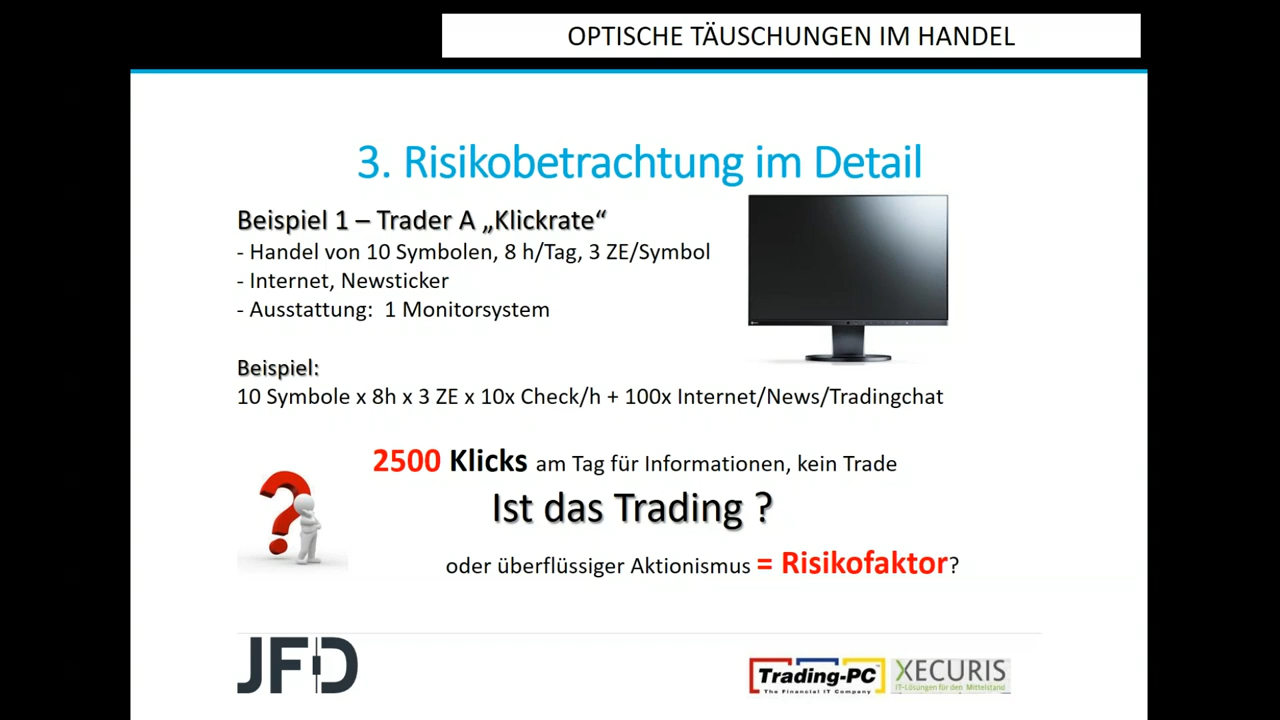 OPTISCHE TÄUSCHUNGEN IM HANDEL
3. Risikobetrachtung im Detail
Beispiel 1 – Trader A „Klickrate“
- Handel von 10 Symbolen, 8 h/Tag, 3 ZE/Symbol
- Internet, Newsticker
- Ausstattung: 1 Monitorsystem
Beispiel:
10 Symbole x 8h x 3 ZE x 10x Check/h + 100x Internet/News/Tradingchat
2500 Klicks am Tag für Informationen, kein Trade
Ist das Trading ?
oder überflüssiger Aktionismus = Risikofaktor?
JFD
Trading-PC
The Financial IT Company
XECURIS
IT-Lösungen für den Mittelstand